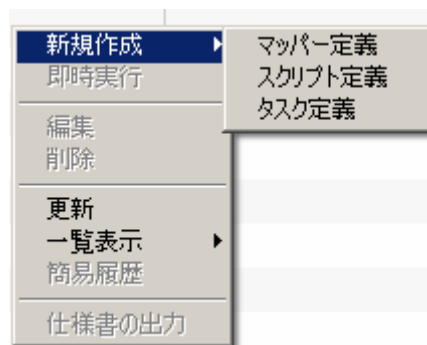 新規作成
マッパー定義
スクリプト定義
タスク定義
即時実行
編集
削除
更新
一覧表示
簡易履歴
仕様書の出力